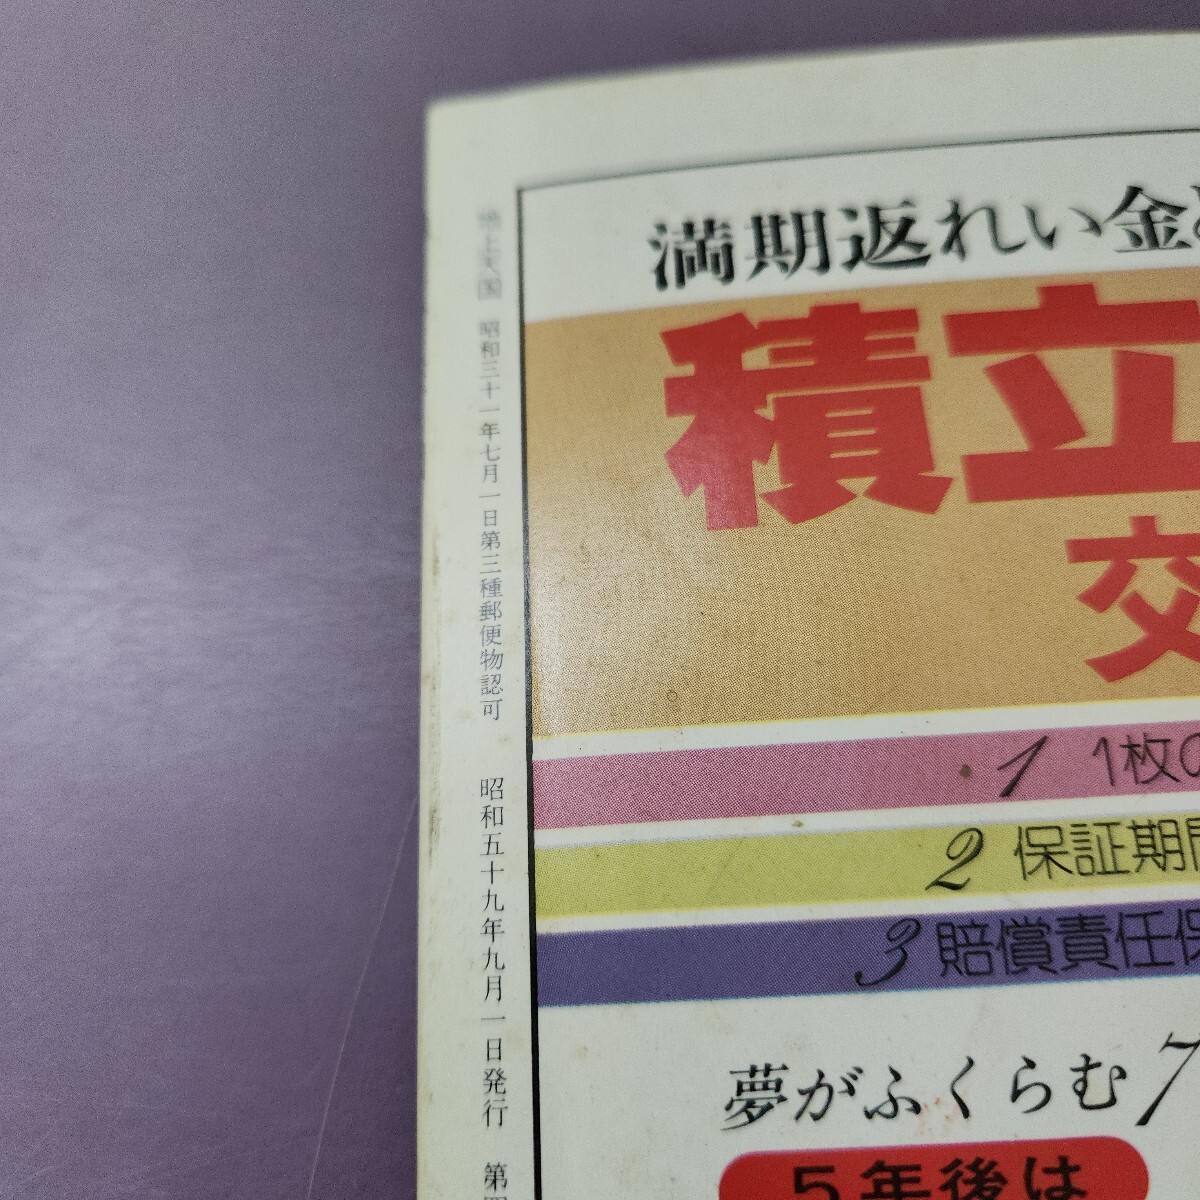 地上天国 昭和三十一年七月一日第三種郵便物認可 昭和五十九年九月一日発行 第四
満期返れい金
積立
交
1 1枚の
2 保証期間
3 賠償責任保
夢がふくらむ7
5年後は